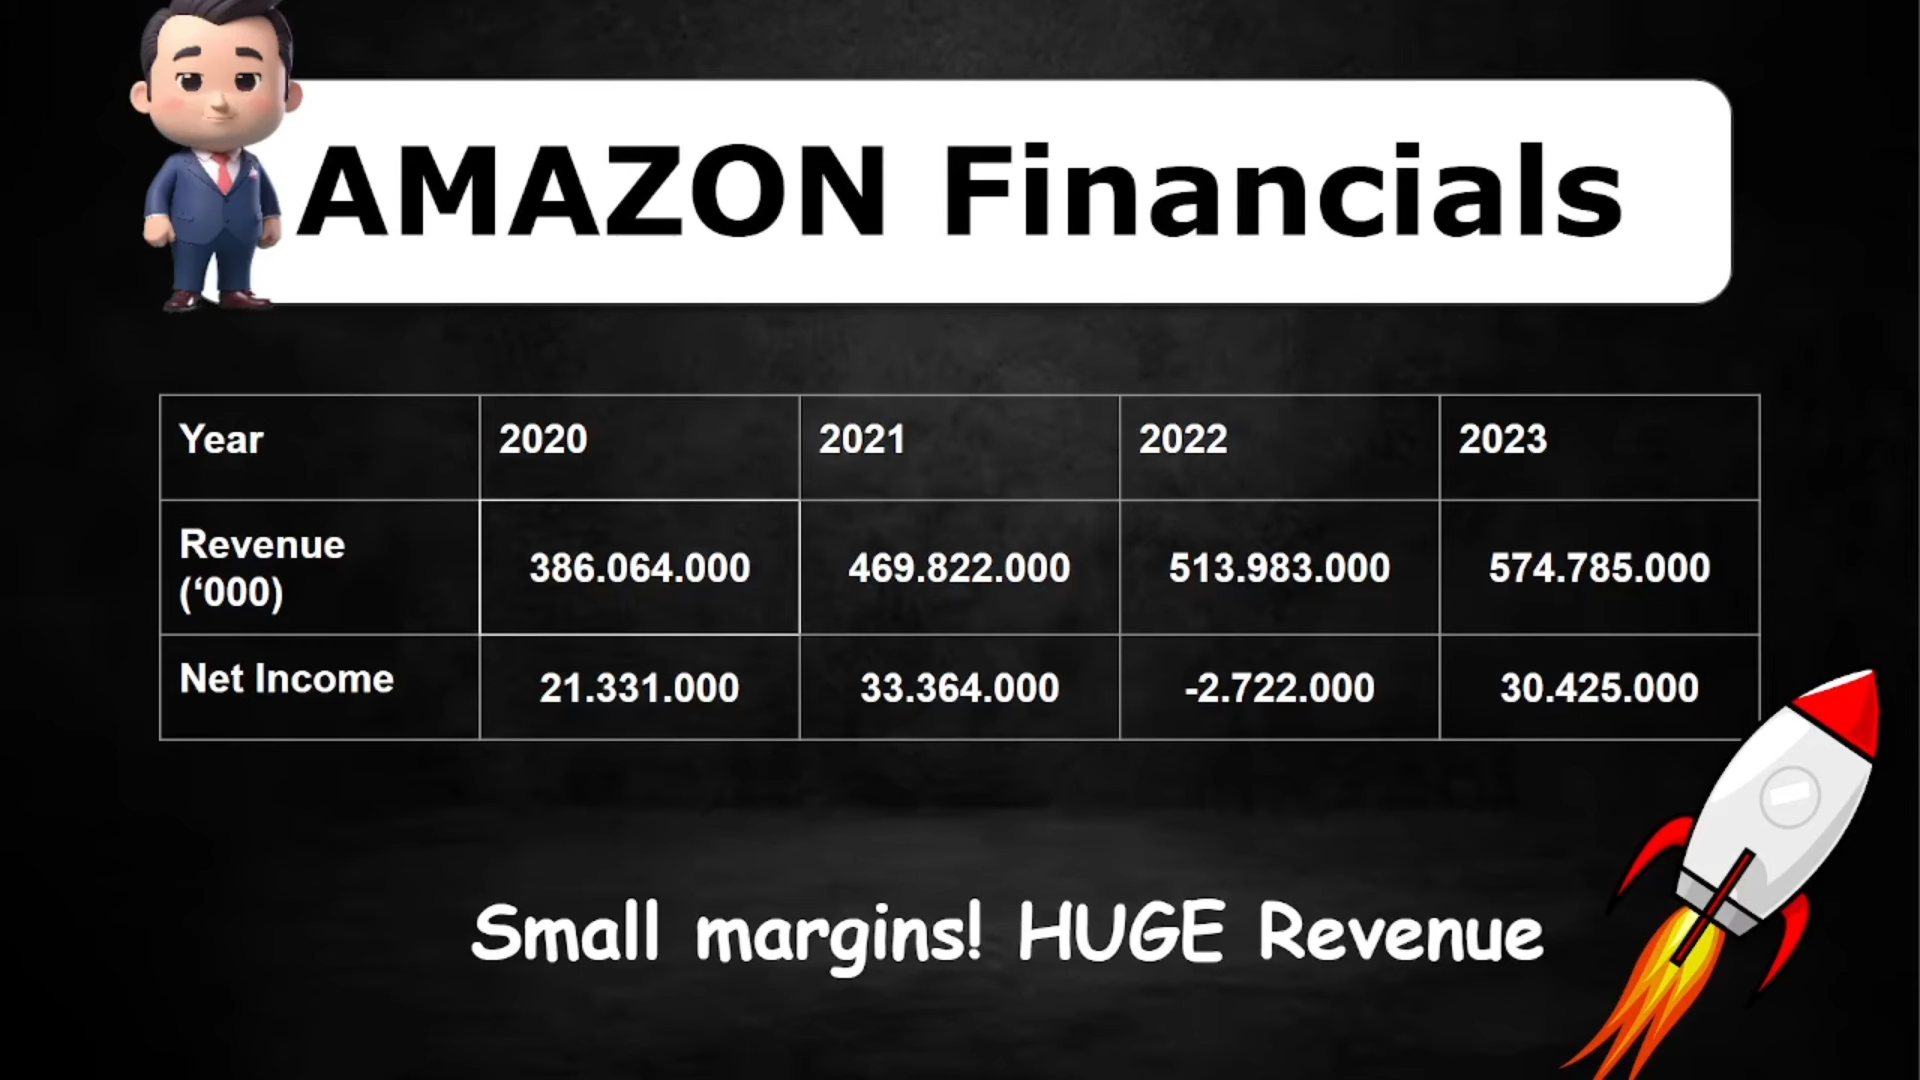 AMAZON Financials
Year 2020 2021 2022 2023
Revenue
(‘000) 386.064.000 469.822.000 513.983.000 574.785.000
Net Income 21.331.000 33.364.000 -2.722.000 30.425.000
Small margins! HUGE Revenue